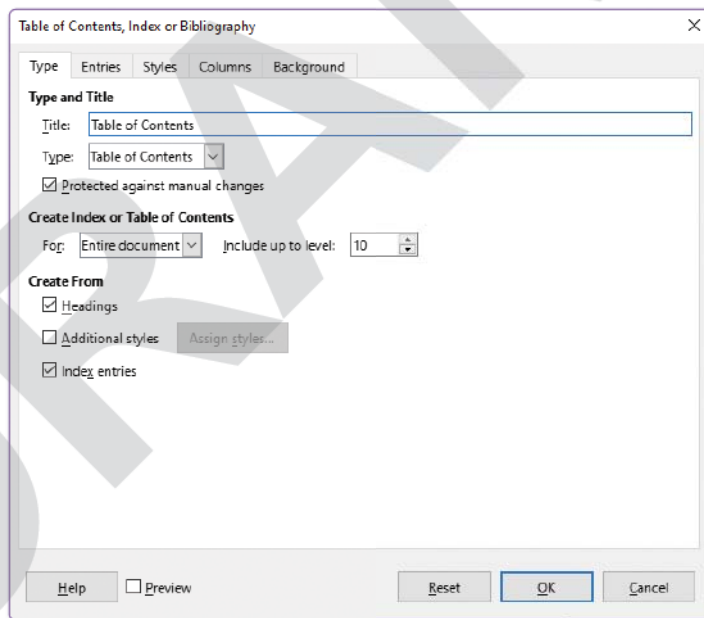 Table of Contents, Index or Bibliography
Type Entries Styles Columns Background
Type and Title
Title: Table of Contents
Type: Table of Contents
Protected against manual changes
Create Index or Table of Contents
For: Entire document Include up to level: 10
Create From
Headings
Additional styles Assign styles...
Index entries
Help Preview Reset OK Cancel